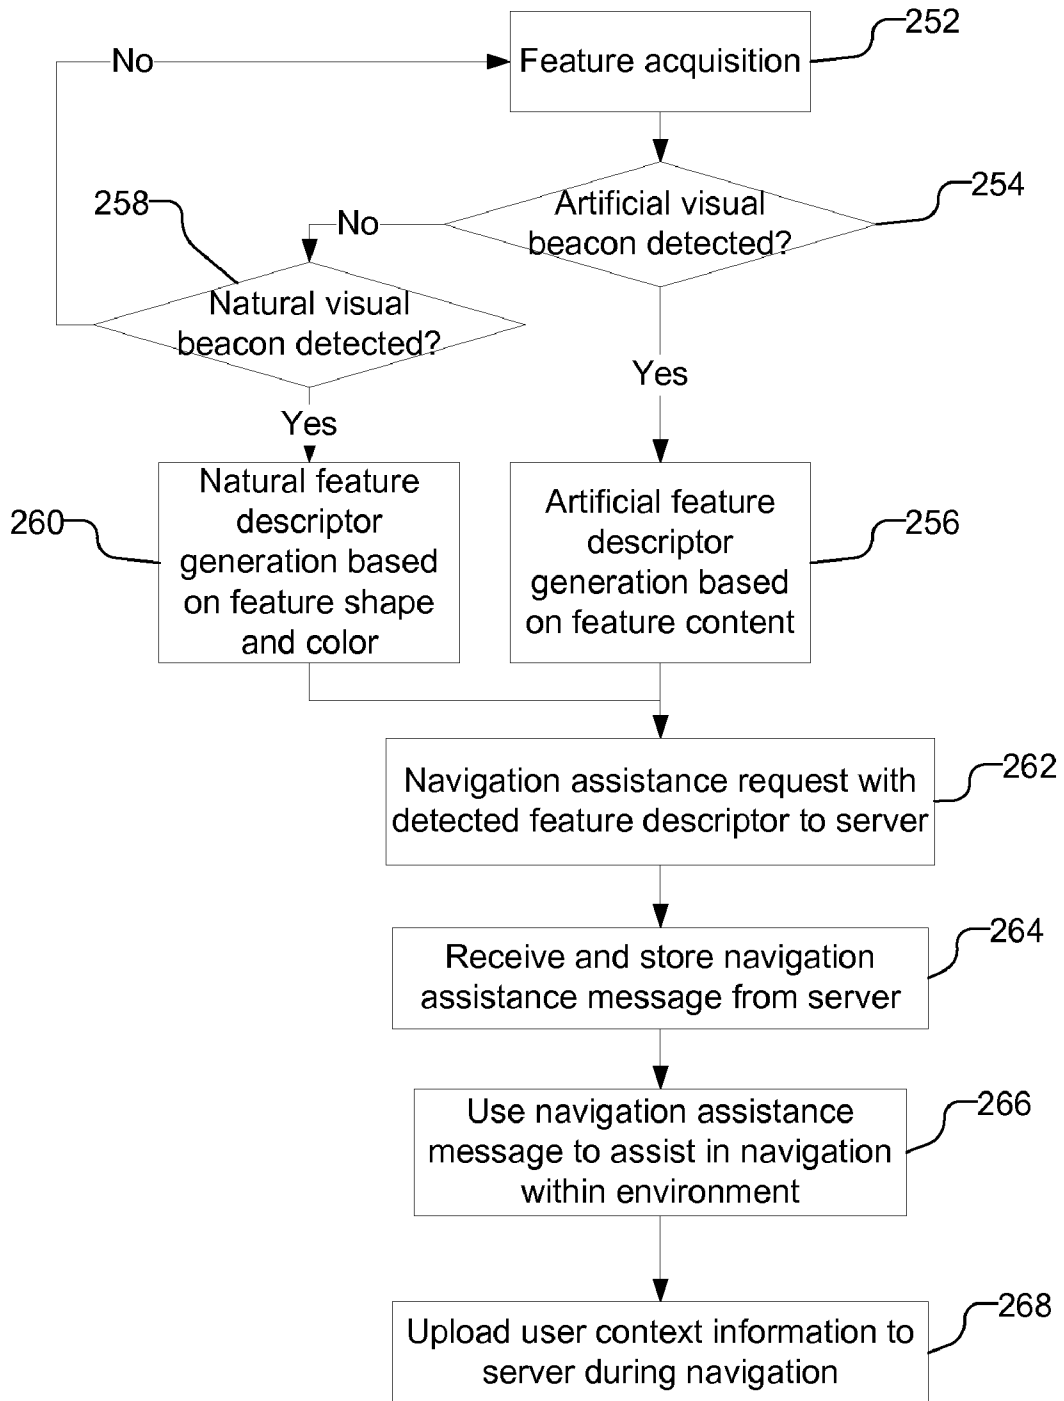 252
No
Feature acquisition
254
258
Artificial visual
beacon detected?
No
Natural visual
beacon detected?
Yes
Yes
260
Natural feature
descriptor
generation based
on feature shape
and color
Artificial feature
descriptor
generation based
on feature content
256
Navigation assistance request with
detected feature descriptor to server
262
Receive and store navigation
assistance message from server
264
Use navigation assistance
message to assist in navigation
within environment
266
Upload user context information to
server during navigation
268